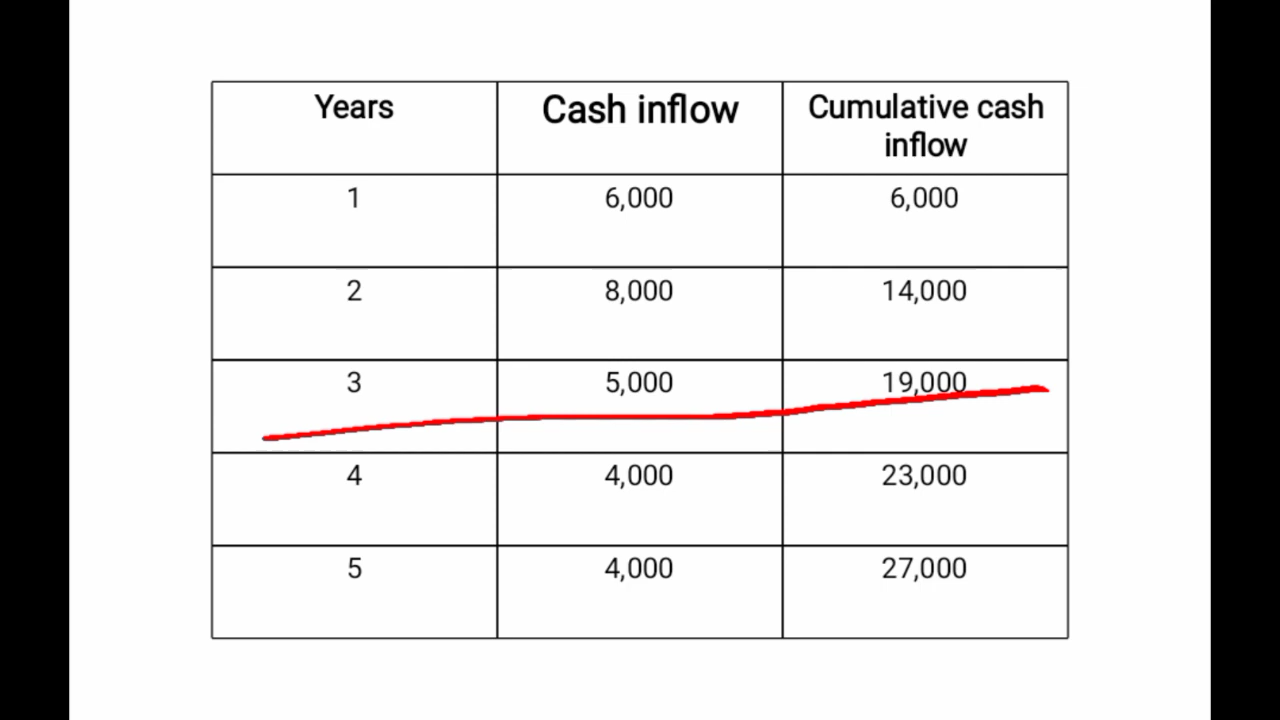 Years Cash inflow Cumulative cash
inflow
1 6,000 6,000
2 8,000 14,000
3 5,000 19,000
4 4,000 23,000
5 4,000 27,000